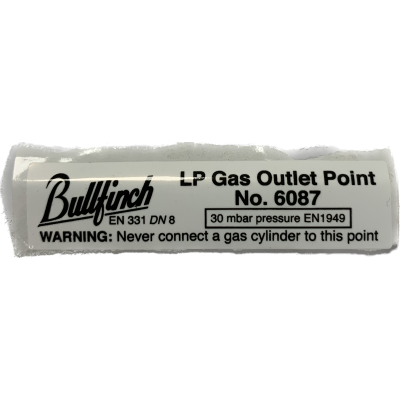 LP Gas Outlet Point
Bullfinch
No. 6087
EN 331 DN 8
30 mbar pressure EN1949
WARNING: Never connect a gas cylinder to this point